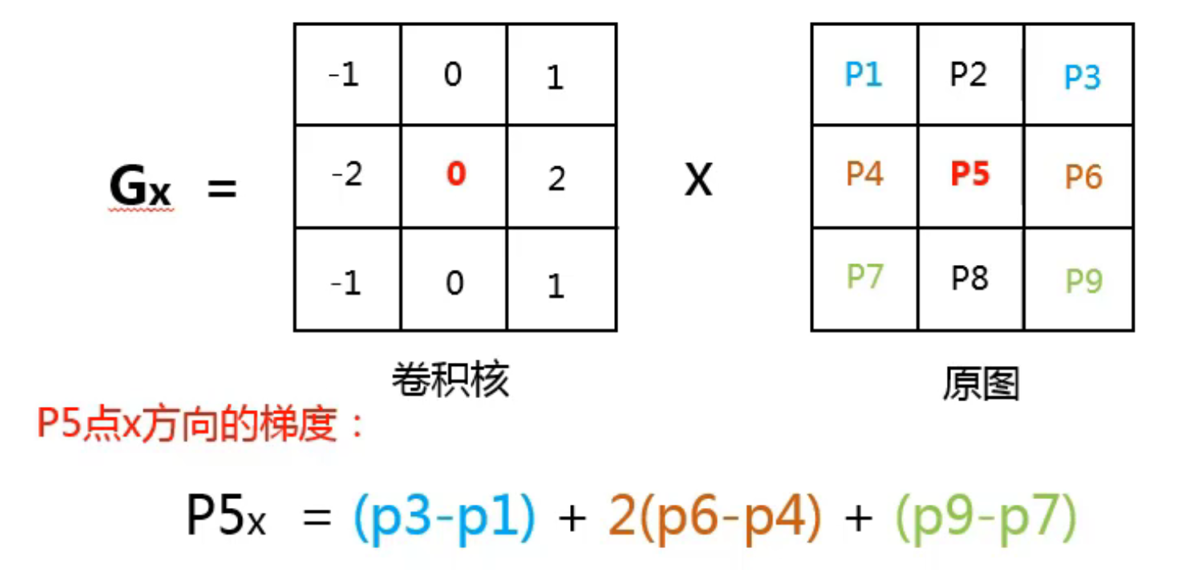 -1 0 1 P1 P2 P3
Gx = -2 0 2 X P4 P5 P6
-1 0 1 P7 P8 P9
卷积核 原图
P5点x方向的梯度：
P5x = (p3-p1) + 2(p6-p4) + (p9-p7)